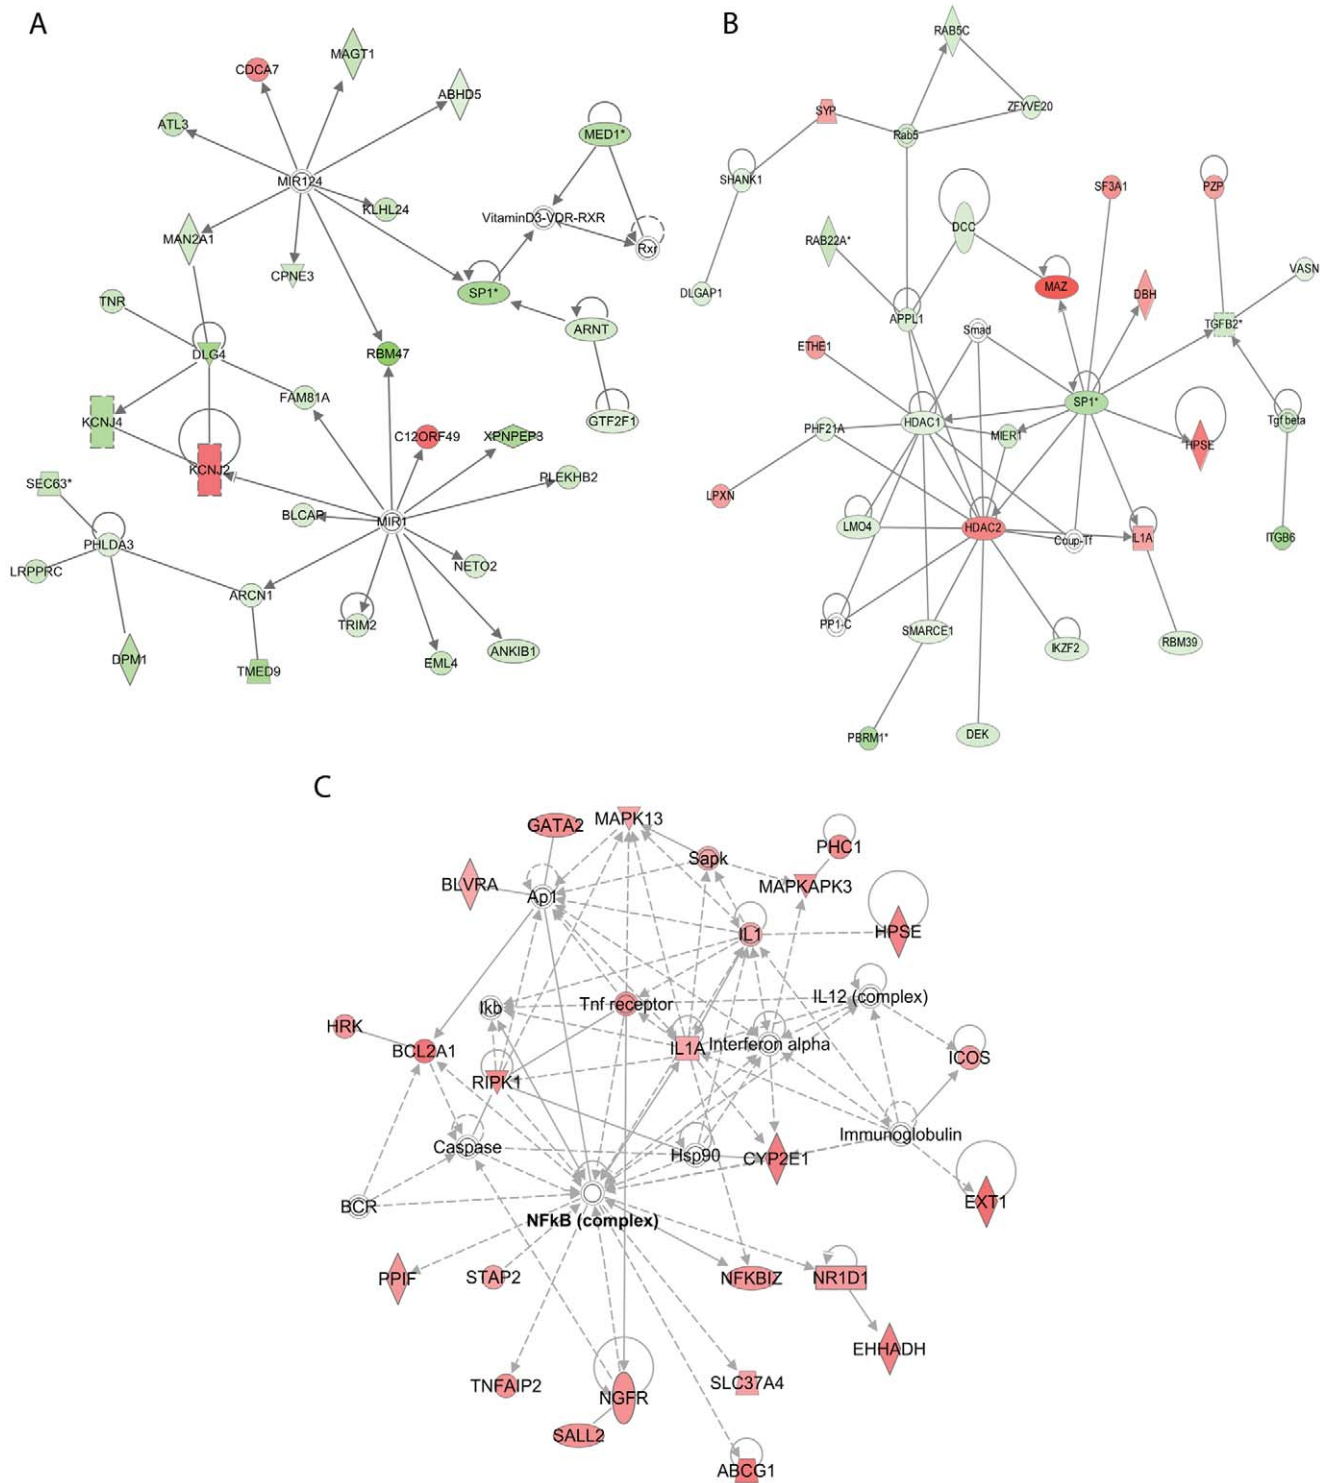 A
B
MAGT1
CDCA7
ABHD5
ATL3
MED1*
MIR124
KLHL24
VitaminD3-VDR-RXR
MAN2A1
Rxr
CPNE3
SP1*
TNR
ARNT
DLG4
RBM47
FAM81A
KCNJ4
GTF2F1
C12ORF49
XPNPEP3
KCNJ2
SEC63*
PLEKHB2
BLCAP
MIR1
PHLDA3
NETO2
LRPPRC
ARCN1
TRIM2
ANKIB1
DPM1
EML4
TMED9
RAB5C
ZFYVE20
SYP
Rab5
SHANK1
SF3A1
PZP
DCC
RAB22A*
VASN
MAZ
DBH
DLGAP1
APPL1
Smad
TGFB2*
ETHE1
SP1*
HDAC1
PHF21A
MIER1
Tgf beta
HPSE
LPXN
LMO4
HDAC2
Coup-Tf
IL1A
ITGB6
PP1-C
SMARCE1
IKZF2
RBM39
PBRM1*
DEK
C
GATA2
MAPK13
PHC1
Sapk
BLVRA
MAPKAPK3
Ap1
IL1
HPSE
Ikb
Tnf receptor
IL12 (complex)
HRK
BCL2A1
IL1A
Interferon alpha
ICOS
RIPK1
Caspase
Hsp90
CYP2E1
Immunoglobulin
BCR
NFkB (complex)
EXT1
PPIF
STAP2
NFKBIZ
NR1D1
EHHADH
TNFAIP2
NGFR
SLC37A4
SALL2
ABCG1